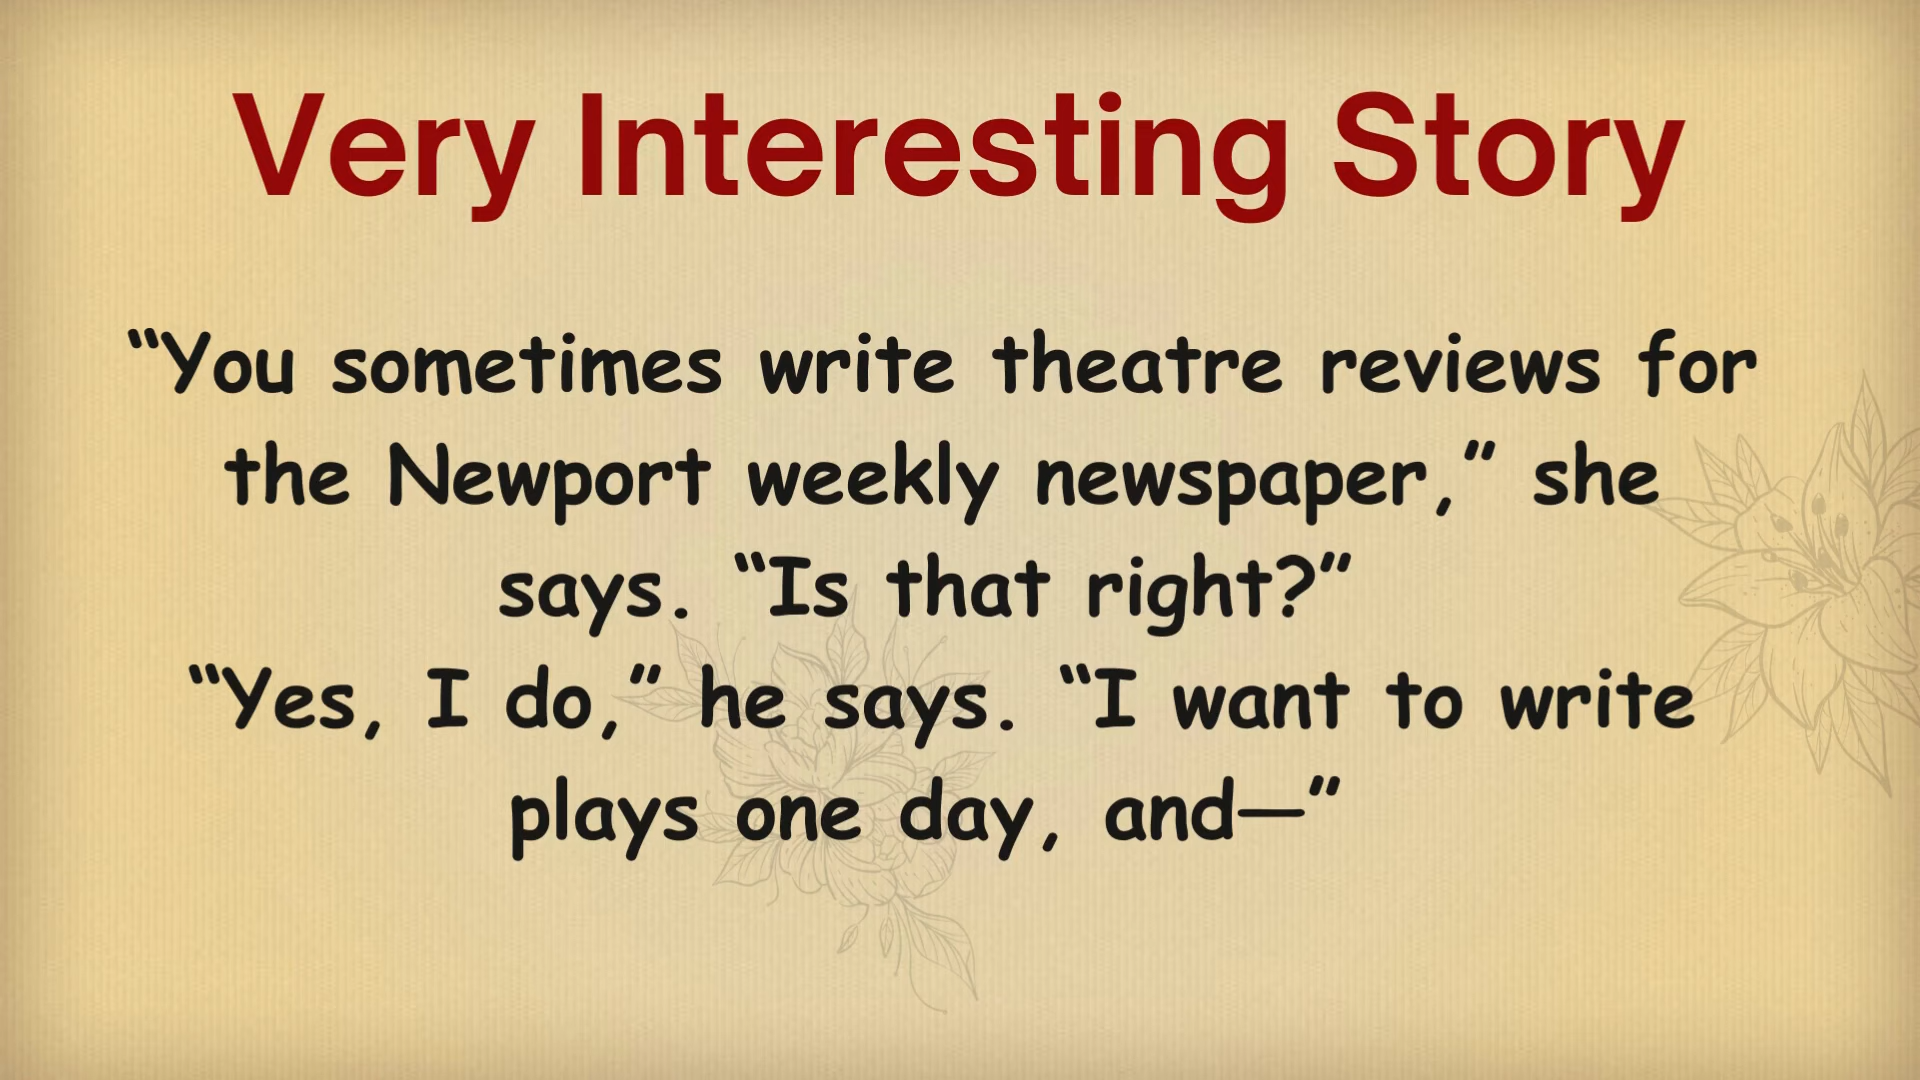 Very Interesting Story
“You sometimes write theatre reviews for
the Newport weekly newspaper,” she
says. “Is that right?”
“Yes, I do,” he says. “I want to write
plays one day, and—”